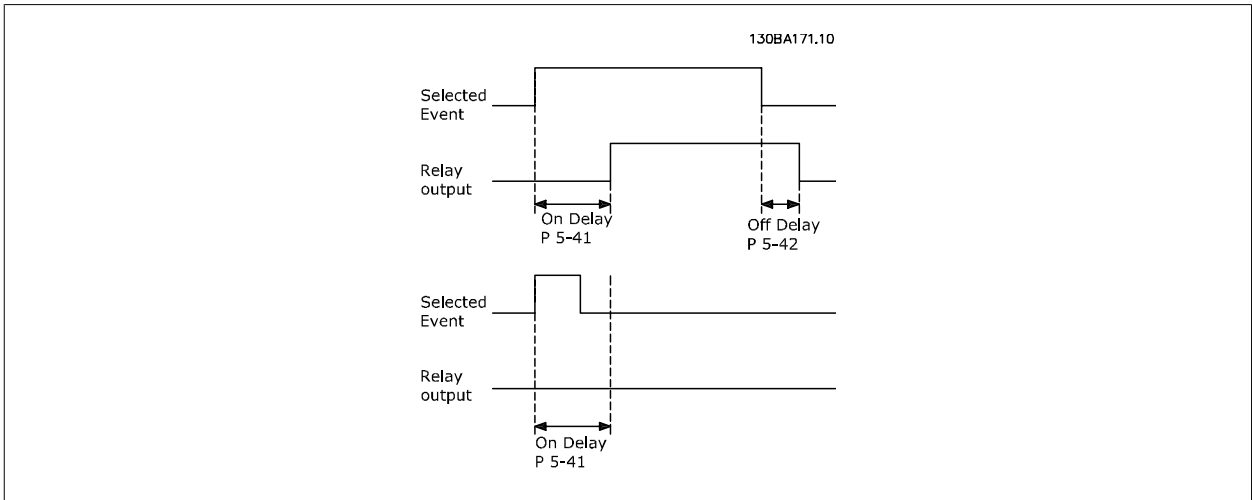 130BA171.10
Selected
Event
Relay
output
On Delay
P 5-41
Off Delay
P 5-42
Selected
Event
Relay
output
On Delay
P 5-41